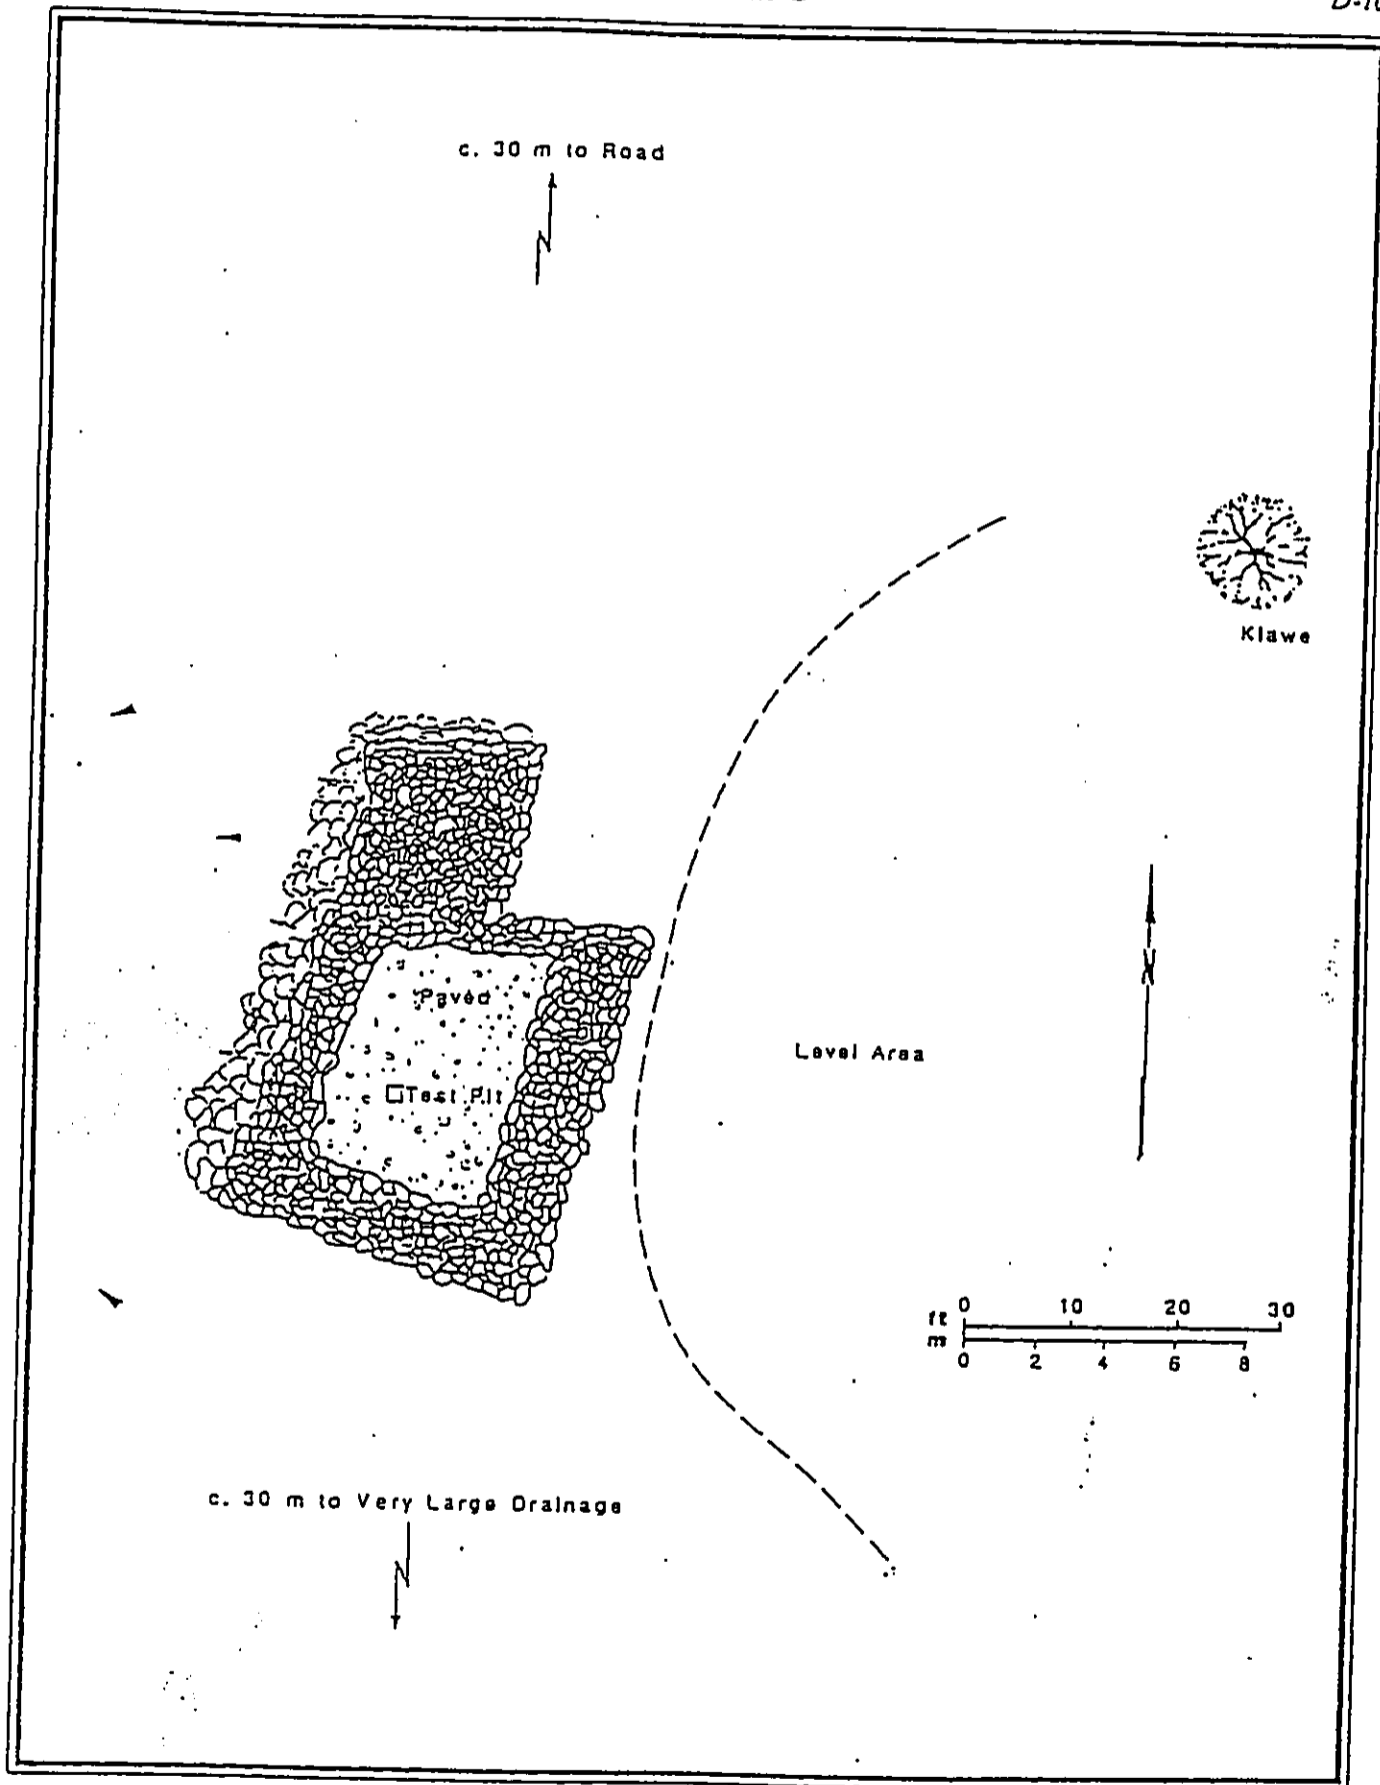 c. 30 m to Road
Kiawe
Paved
Test Pit
Level Area
N
ft 0 10 20 30
m 0 2 4 6 8
c. 30 m to Very Large Drainage